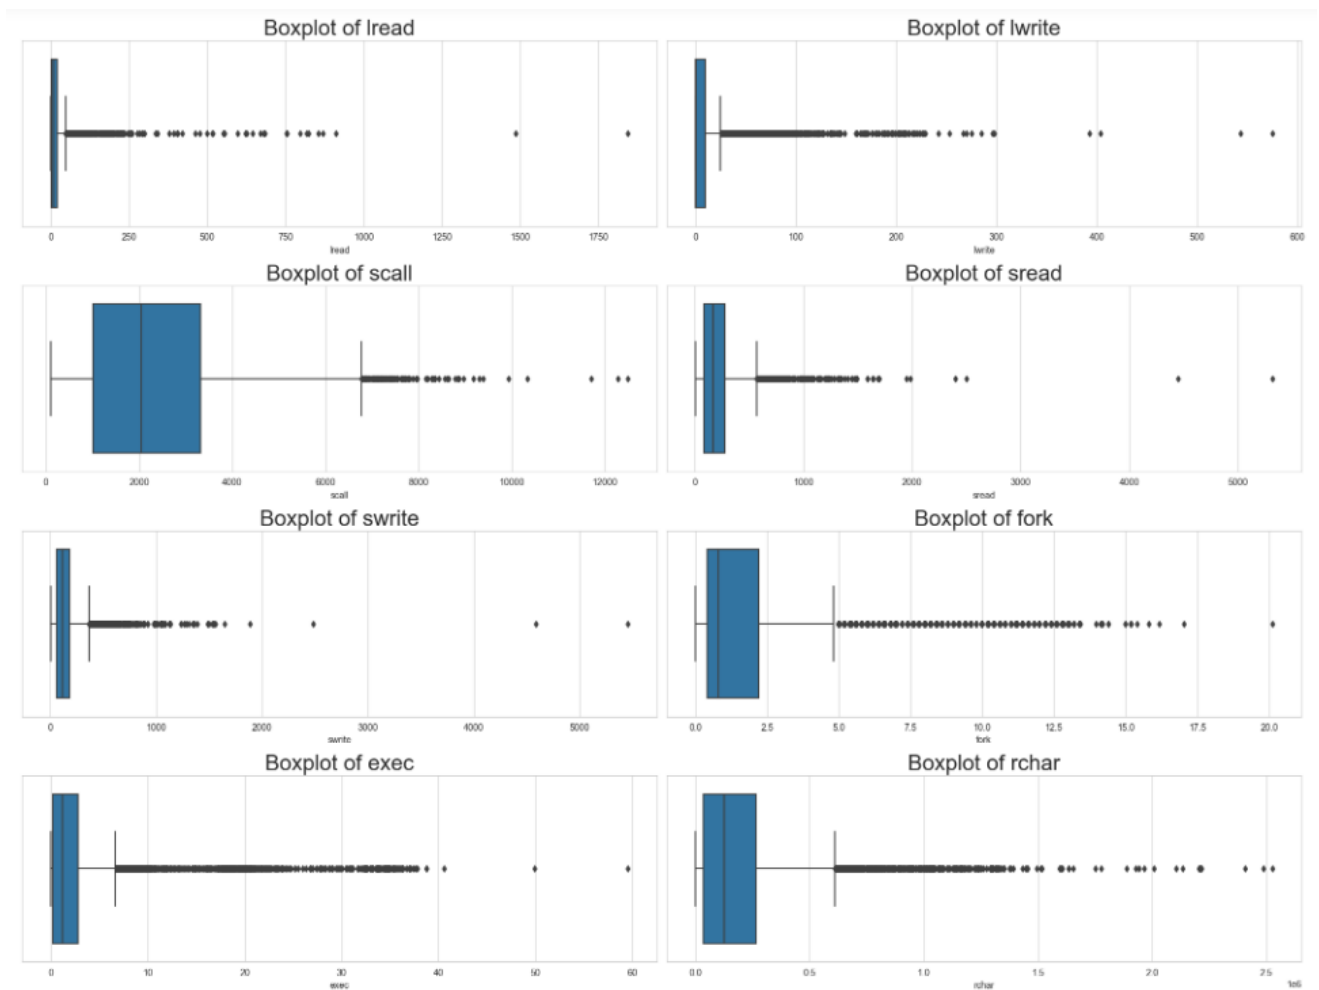 Boxplot of lread
Boxplot of lwrite
0 250 500 750 1000 1250 1500 1750
lread
0 100 200 300 400 500 600
lwrite
Boxplot of scall
Boxplot of sread
0 2000 4000 6000 8000 10000 12000
scall
0 1000 2000 3000 4000 5000
sread
Boxplot of swrite
Boxplot of fork
0 1000 2000 3000 4000 5000
swrite
0.0 2.5 5.0 7.5 10.0 12.5 15.0 17.5 20.0
fork
Boxplot of exec
Boxplot of rchar
0 10 20 30 40 50 60
exec
0.0 0.5 1.0 1.5 2.0 2.5
rchar
1e6